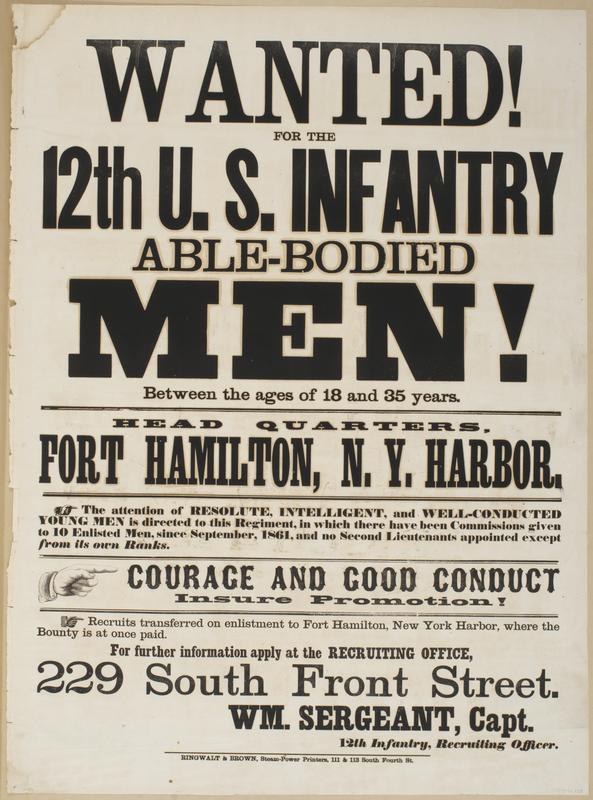 WANTED!
FOR THE
12th U. S. INFANTRY
ABLE-BODIED
MEN!
Between the ages of 18 and 35 years.
HEAD QUARTERS,
FORT HAMILTON, N. Y. HARBOR.
The attention of RESOLUTE, INTELLIGENT, and WELL-CONDUCTED
YOUNG MEN is directed to this Regiment, in which there have been Commissions given
to 10 Enlisted Men, since September, 1861, and no Second Lieutenants appointed except
from its own Ranks.
COURAGE AND GOOD CONDUCT
Insure Promotion!
Recruits transferred on enlistment to Fort Hamilton, New York Harbor, where the
Bounty is at once paid.
For further information apply at the RECRUITING OFFICE,
229 South Front Street.
WM. SERGEANT, Capt.
12th Infantry, Recruiting Officer.
RINGWALT & BROWN, Steam-Power Printers, 111 & 113 South Fourth St.